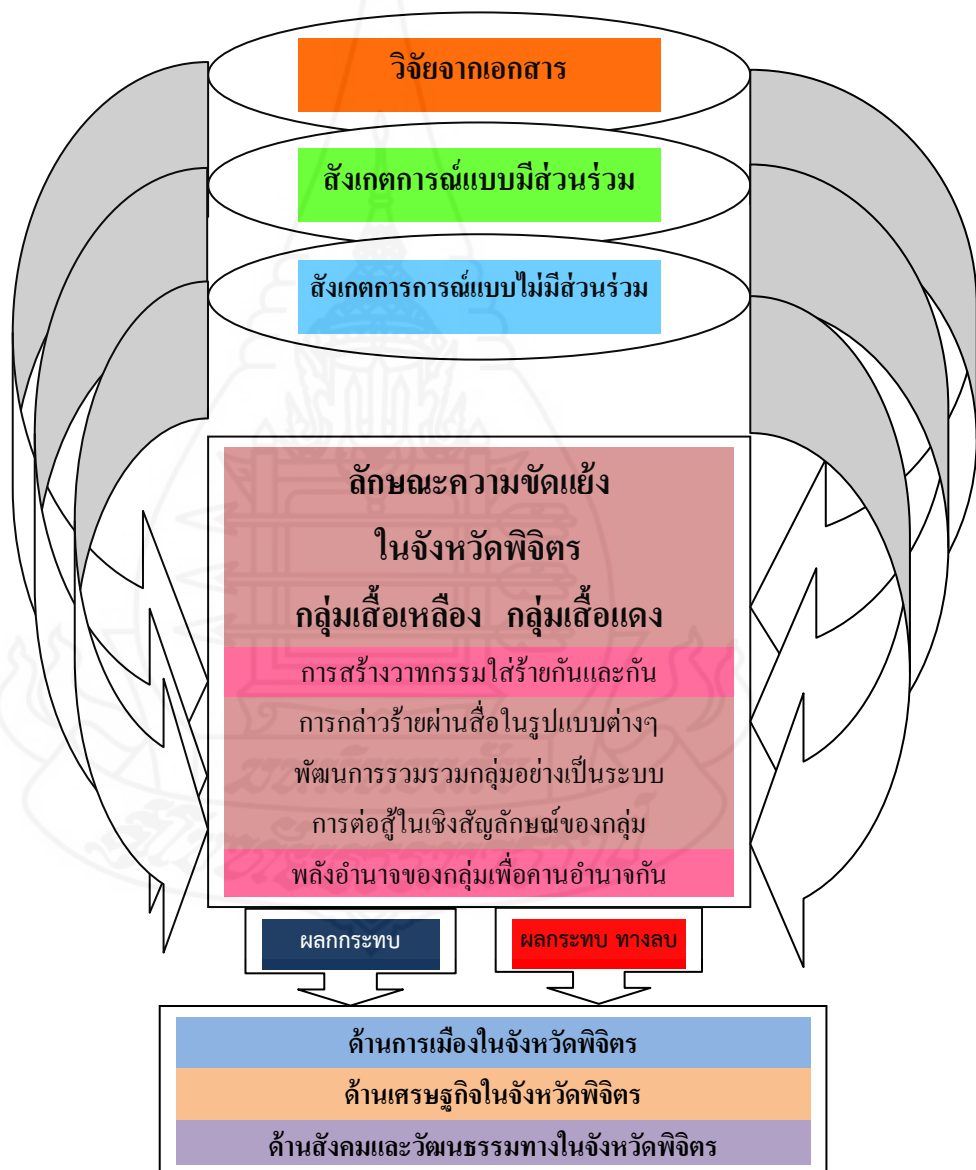 วิจัยจากเอกสาร
สังเกตการณ์แบบมีส่วนร่วม
สังเกตการการณ์แบบไม่มีส่วนร่วม
ลักษณะความขัดแย้ง
ในจังหวัดพิจิตร
กลุ่มเสื้อเหลือง กลุ่มเสื้อแดง
การสร้างวาทกรรมใส่ร้ายกันและกัน
การกล่าวร้ายผ่านสื่อในรูปแบบต่างๆ
พัฒนการรวมรวมกลุ่มอย่างเป็นระบบ
การต่อสู้ในเชิงสัญลักษณ์ของกลุ่ม
พลังอำนาจของกลุ่มเพื่อคานอำนาจกัน
ผลกกระทบ
ผลกระทบ ทางลบ
ด้านการเมืองในจังหวัดพิจิตร
ด้านเศรษฐกิจในจังหวัดพิจิตร
ด้านสังคมและวัฒนธรรมทางในจังหวัดพิจิตร